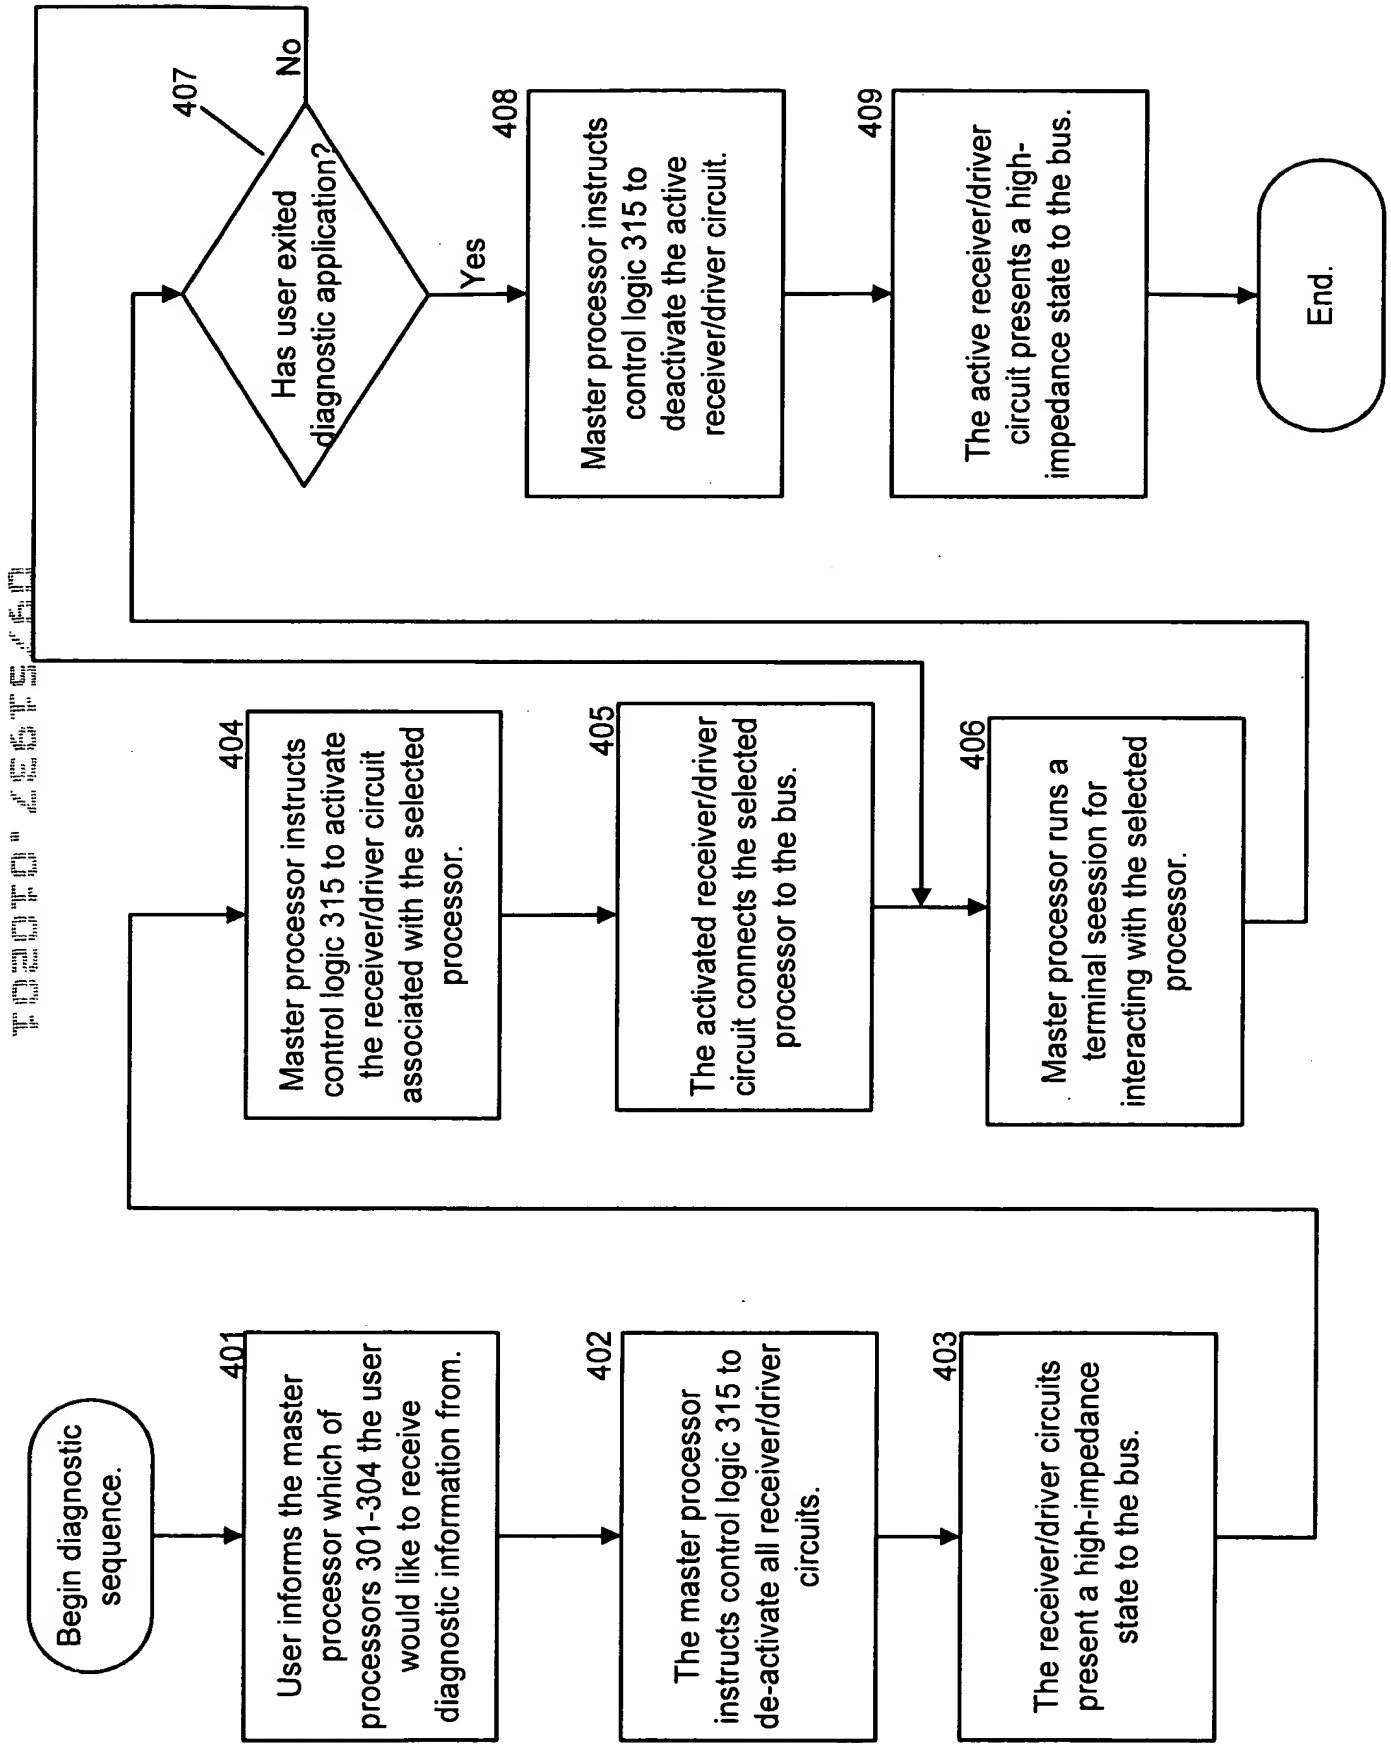 Begin diagnostic
sequence.
401
User informs the master
processor which of
processors 301-304 the user
would like to receive
diagnostic information from.
402
The master processor
instructs control logic 315 to
de-activate all receiver/driver
circuits.
403
The receiver/driver circuits
present a high-impedance
state to the bus.
404
Master processor instructs
control logic 315 to activate
the receiver/driver circuit
associated with the selected
processor.
405
The activated receiver/driver
circuit connects the selected
processor to the bus.
406
Master processor runs a
terminal seession for
interacting with the selected
processor.
407
Has user exited
diagnostic application?
No
Yes
408
Master processor instructs
control logic 315 to
deactivate the active
receiver/driver circuit.
409
The active receiver/driver
circuit presents a high-
impedance state to the bus.
End.